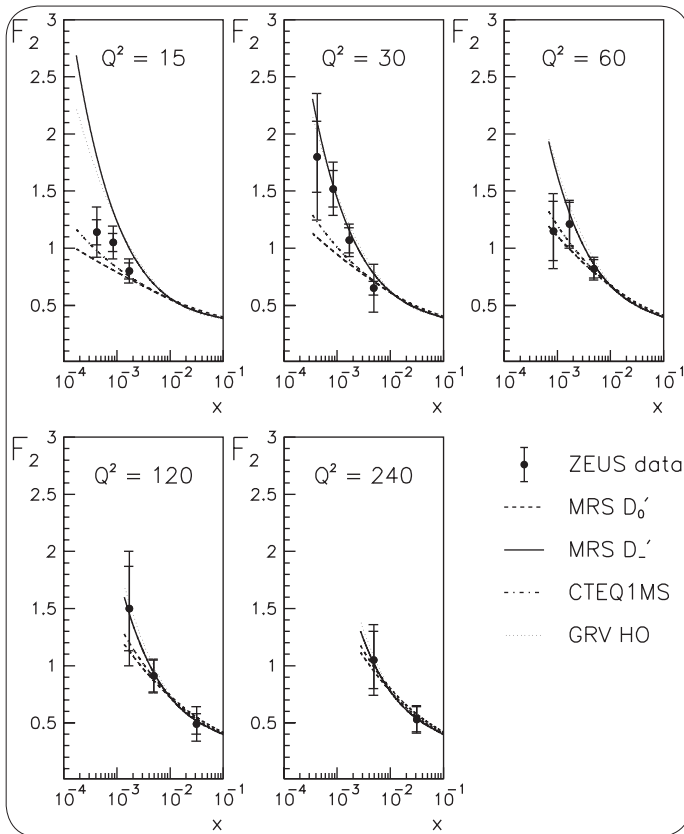 F₂ Q² = 15 Q² = 30 Q² = 60
3 3 3
2.5 2.5 2.5
2 2 2
1.5 1.5 1.5
1 1 1
0.5 0.5 0.5
10⁻⁴ 10⁻³ 10⁻² 10⁻¹ 10⁻⁴ 10⁻³ 10⁻² 10⁻¹ 10⁻⁴ 10⁻³ 10⁻² 10⁻¹
x x x
F₂ Q² = 120 Q² = 240
3 3
2.5 2.5
2 2
1.5 1.5
1 1
0.5 0.5
10⁻⁴ 10⁻³ 10⁻² 10⁻¹ 10⁻⁴ 10⁻³ 10⁻² 10⁻¹
x x
ZEUS data
MRS D₀′
MRS D₋′
CTEQ1MS
GRV HO